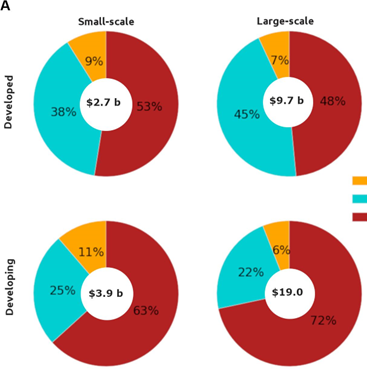 A
Small-scale
Large-scale
Developed
9%
38%
$2.7 b
53%
7%
45%
$9.7 b
48%
Developing
11%
25%
$3.9 b
63%
6%
22%
$19.0
72%